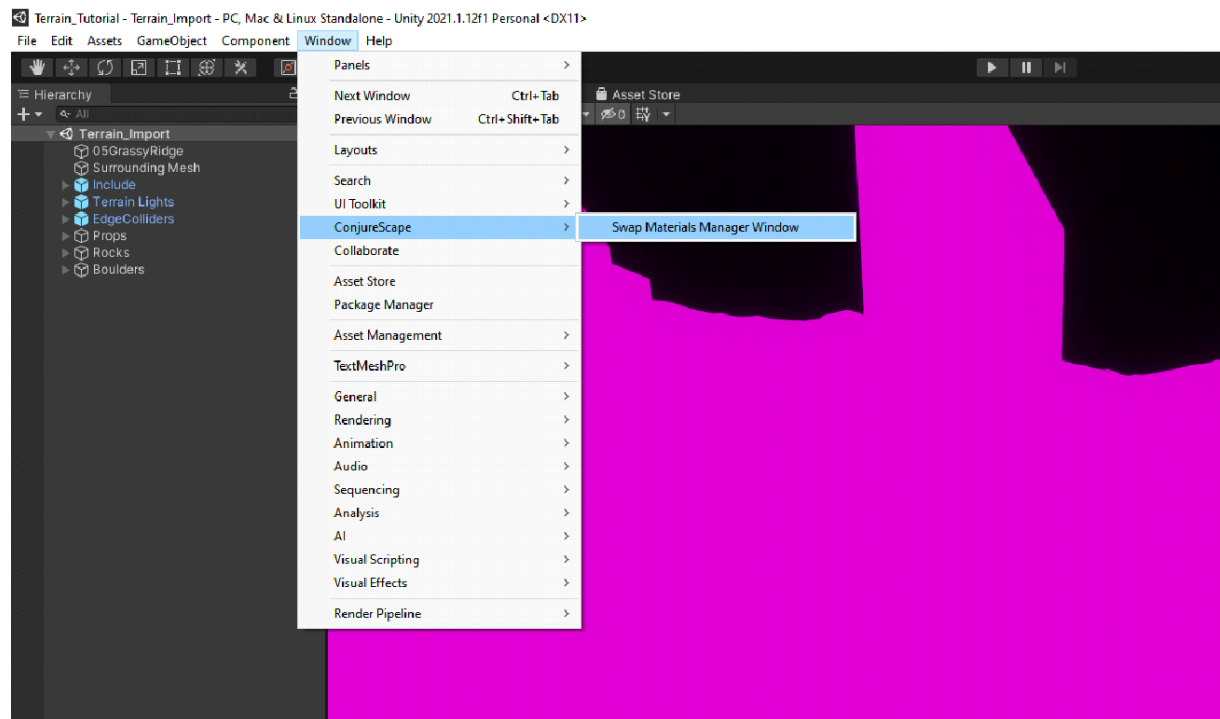 Terrain_Tutorial - Terrain_Import - PC, Mac & Linux Standalone - Unity 2021.1.12f1 Personal <DX11>
File Edit Assets GameObject Component Window Help
Hierarchy
All
Terrain_Import
05GrassyRidge
Surrounding Mesh
Include
Terrain Lights
EdgeColliders
Props
Rocks
Boulders
Panels
Next Window Ctrl+Tab
Previous Window Ctrl+Shift+Tab
Layouts
Search
UI Toolkit
ConjureScape
Collaborate
Asset Store
Package Manager
Asset Management
TextMeshPro
General
Rendering
Animation
Audio
Sequencing
Analysis
AI
Visual Scripting
Visual Effects
Render Pipeline
Swap Materials Manager Window
Asset Store
0